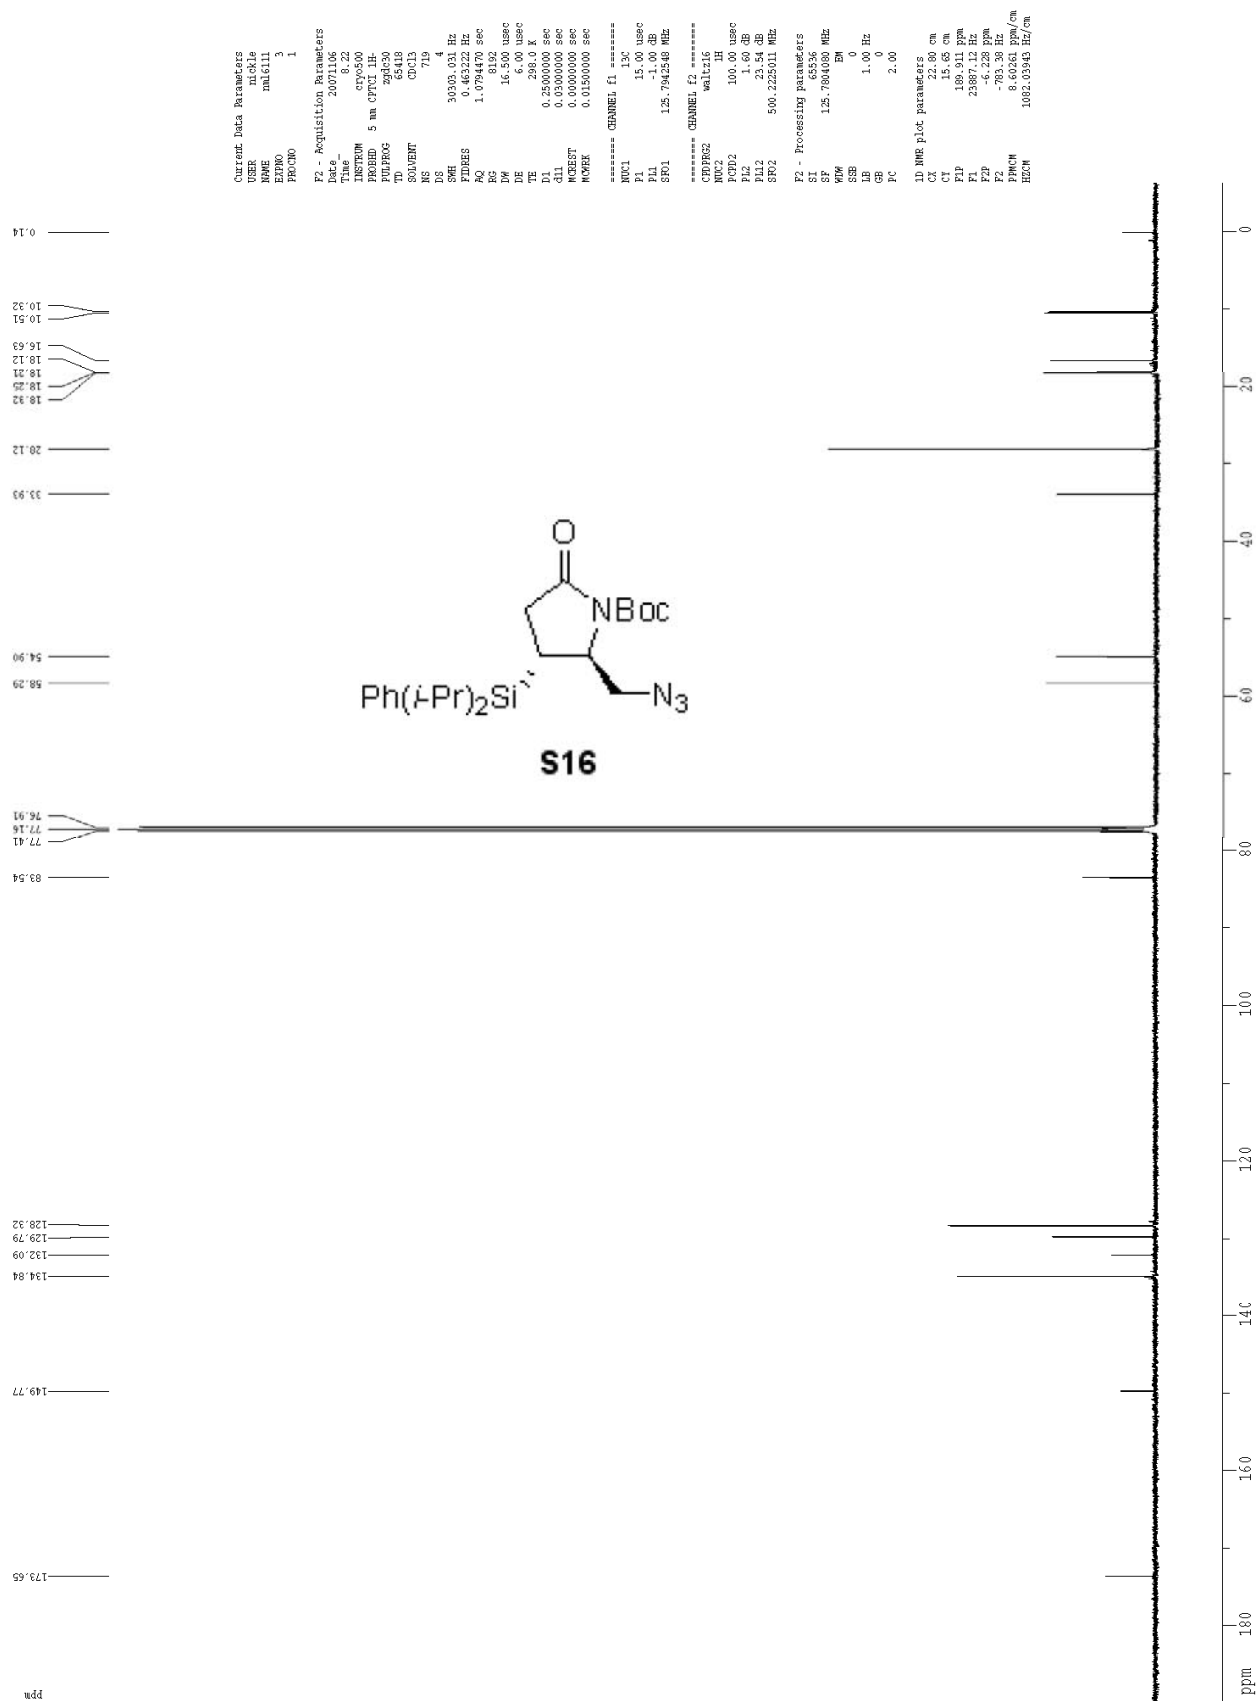 Current Data Parameters
USER nickle
NAME nml6111
EXPNO 3
PROCNO 1
F2 - Acquisition Parameters
Date_ 20071106
Time 8.22
INSTRUM cryo500
PROBHD 5 mm CPTCI 1H-
PULPROG zgdc30
TD 65418
SOLVENT CDCl3
NS 719
DS 4
SWH 30303.031 Hz
FIDRES 0.463222 Hz
AQ 1.0794470 sec
RG 8192
DW 16.500 usec
DE 6.00 usec
TE 298.0 K
D1 0.25000000 sec
d11 0.03000000 sec
MCREST 0.00000000 sec
MCWRK 0.01500000 sec
======== CHANNEL f1 ========
NUC1 13C
P1 15.00 usec
PL1 -1.00 dB
SFO1 125.7942548 MHz
======== CHANNEL f2 ========
CPDPRG2 waltz16
NUC2 1H
PCPD2 100.00 usec
PL2 1.60 dB
PL12 23.54 dB
SFO2 500.2225011 MHz
F2 - Processing parameters
SI 65536
SF 125.7804080 MHz
WDW EM
SSB 0
LB 1.00 Hz
GB 0
PC 2.00
1D NMR plot parameters
CX 22.80 cm
CY 15.65 cm
F1P 189.911 ppm
F1 23887.12 Hz
F2P -6.228 ppm
F2 -783.38 Hz
PPMCM 8.60261 ppm/cm
HZCM 1082.03943 Hz/cm
0.14
10.32
10.51
16.63
18.12
18.21
18.25
18.32
28.12
33.93
54.90
58.29
76.91
77.16
77.41
83.54
128.32
129.79
132.09
134.84
149.77
173.65
ppm
O
NBoc
Ph(i-Pr)2Si
N3
S16
0
20
40
60
80
100
120
140
160
180
ppm